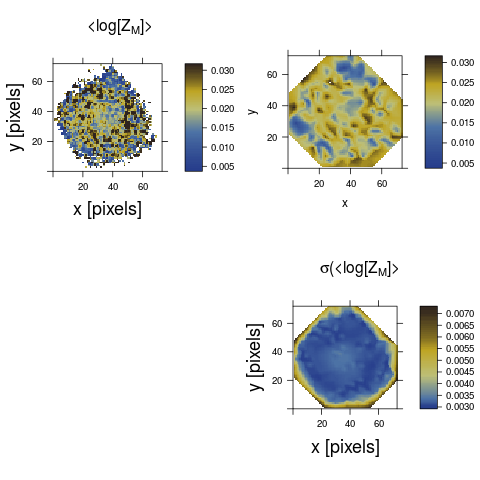 <log[Z_M]>
y [pixels]
60
40
20
20 40 60
x [pixels]
0.030
0.025
0.020
0.015
0.010
0.005
y
60
40
20
20 40 60
x
0.030
0.025
0.020
0.015
0.010
0.005
σ(<log[Z_M]>
y [pixels]
60
40
20
20 40 60
x [pixels]
0.0070
0.0065
0.0060
0.0055
0.0050
0.0045
0.0040
0.0035
0.0030